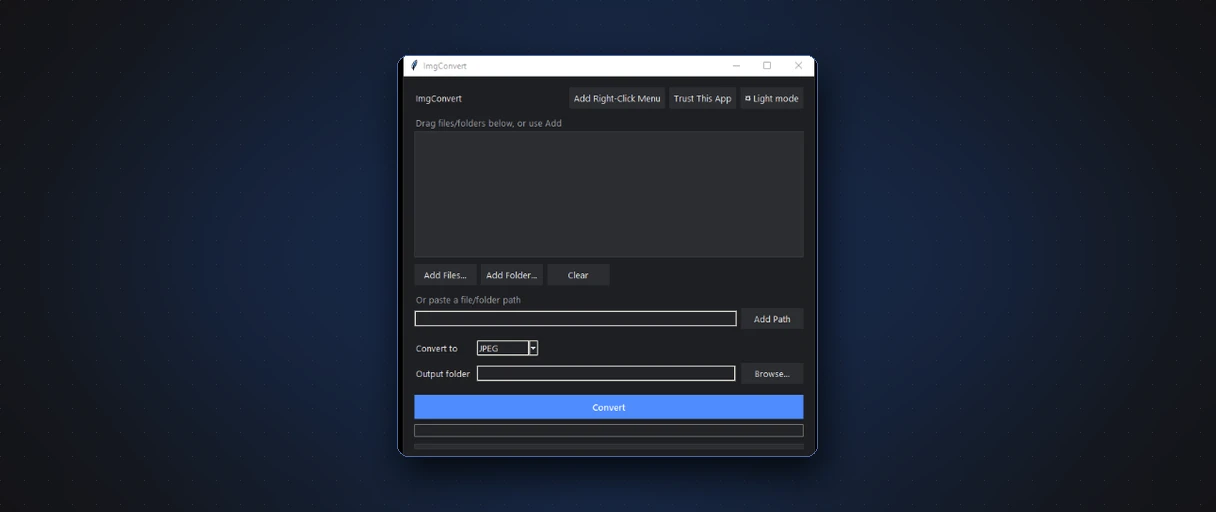 ImgConvert
ImgConvert
Add Right-Click Menu
Trust This App
Light mode
Drag files/folders below, or use Add
Add Files...
Add Folder...
Clear
Or paste a file/folder path
Add Path
Convert to
JPEG
Output folder
Browse...
Convert